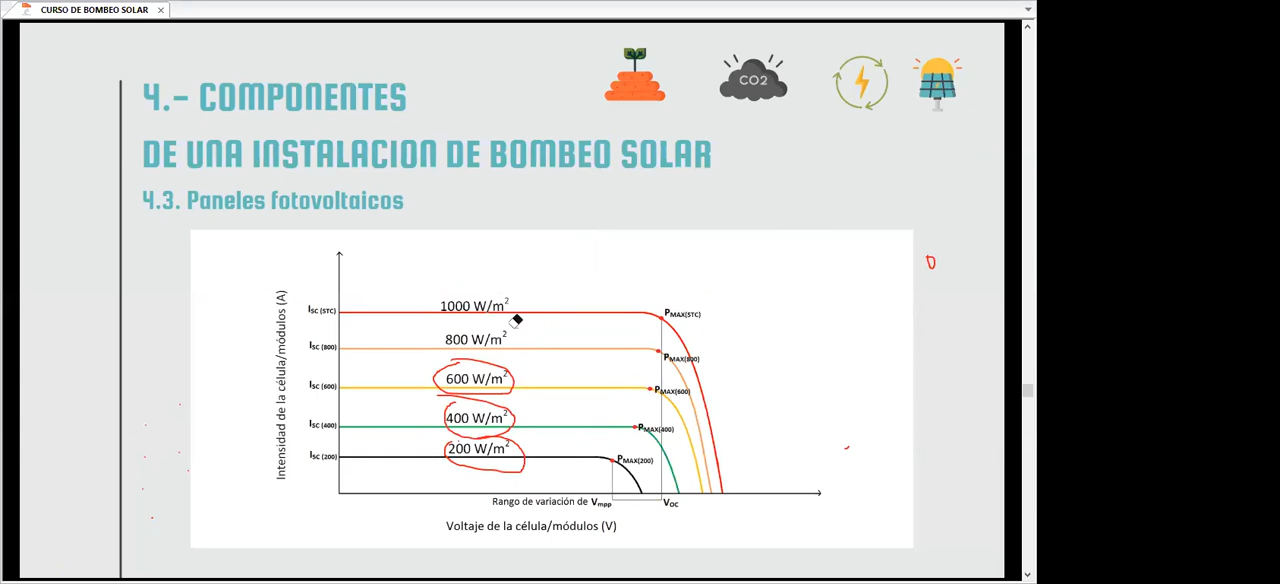 CURSO DE BOMBEO SOLAR
4.- COMPONENTES
DE UNA INSTALACION DE BOMBEO SOLAR
4.3. Paneles fotovoltaicos
CO2
Intensidad de la célula/módulos (A)
ISC (STC)
1000 W/m²
PMAX(STC)
ISC (800)
800 W/m²
PMAX(800)
ISC (600)
600 W/m²
PMAX(600)
ISC (400)
400 W/m²
PMAX(400)
ISC (200)
200 W/m²
PMAX(200)
Rango de variación de Vmpp
VOC
Voltaje de la célula/módulos (V)